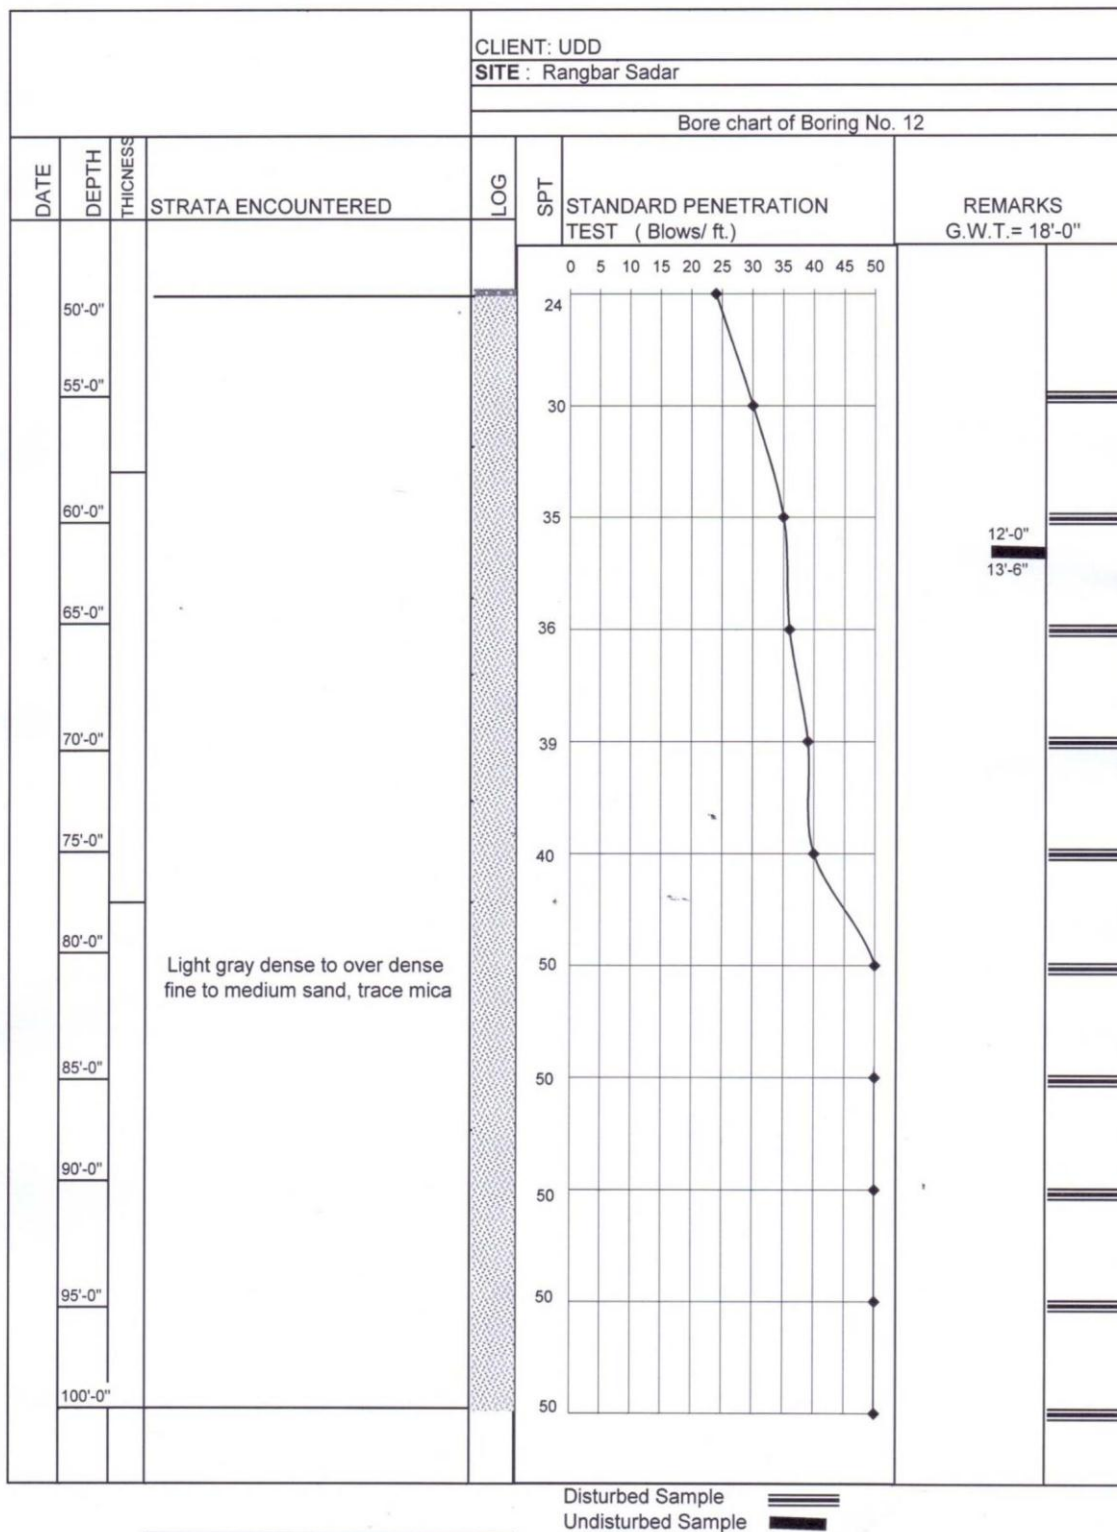 CLIENT: UDD
SITE : Rangbar Sadar
Bore chart of Boring No. 12
DATE
DEPTH
THICNESS
STRATA ENCOUNTERED
LOG
SPT
STANDARD PENETRATION
TEST ( Blows/ ft.)
REMARKS
G.W.T.= 18'-0"
0 5 10 15 20 25 30 35 40 45 50
50'-0"
24
55'-0"
30
60'-0"
35
12'-0"
13'-6"
65'-0"
36
70'-0"
39
75'-0"
40
80'-0"
Light gray dense to over dense
fine to medium sand, trace mica
50
85'-0"
50
90'-0"
50
95'-0"
50
100'-0"
50
Disturbed Sample
Undisturbed Sample